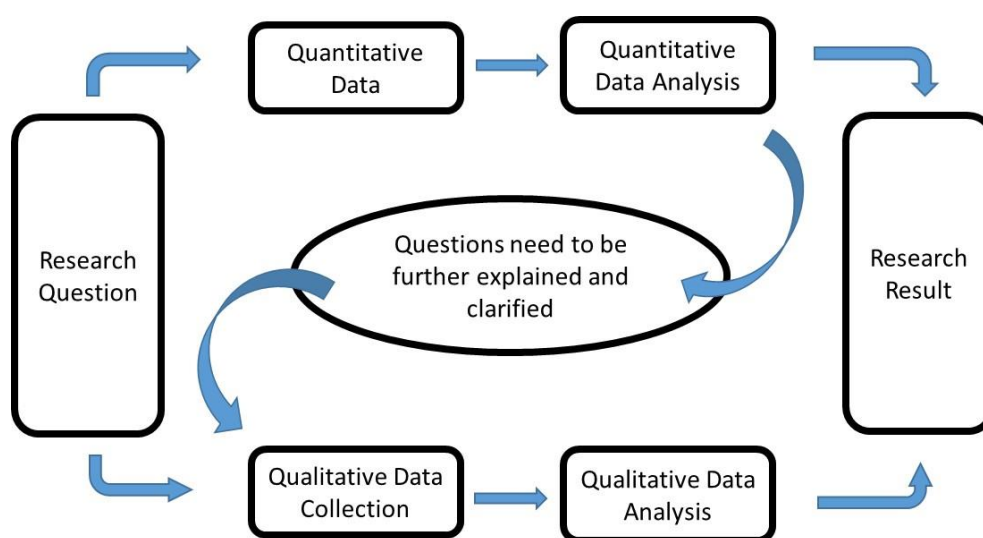 Quantitative
Data
Quantitative
Data Analysis
Research
Question
Questions need to be
further explained and
clarified
Research
Result
Qualitative Data
Collection
Qualitative Data
Analysis